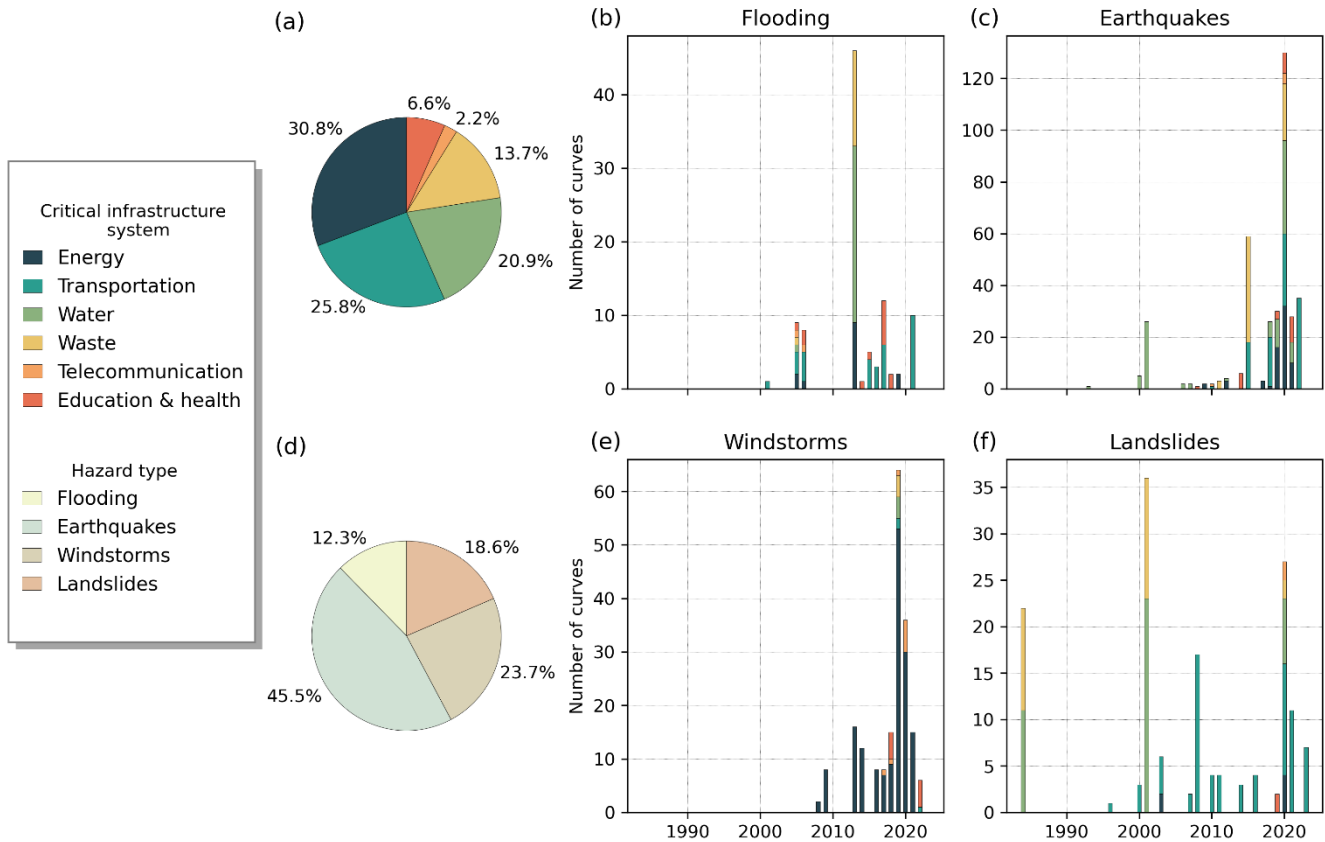 Critical infrastructure
system
Energy
Transportation
Water
Waste
Telecommunication
Education & health
Hazard type
Flooding
Earthquakes
Windstorms
Landslides
(a)
6.6%
2.2%
13.7%
20.9%
25.8%
30.8%
(b)
Flooding
Number of curves
40
30
20
10
0
(c)
Earthquakes
120
100
80
60
40
20
0
(d)
12.3%
18.6%
23.7%
45.5%
(e)
Windstorms
Number of curves
60
50
40
30
20
10
0
1990 2000 2010 2020
(f)
Landslides
35
30
25
20
15
10
5
0
1990 2000 2010 2020